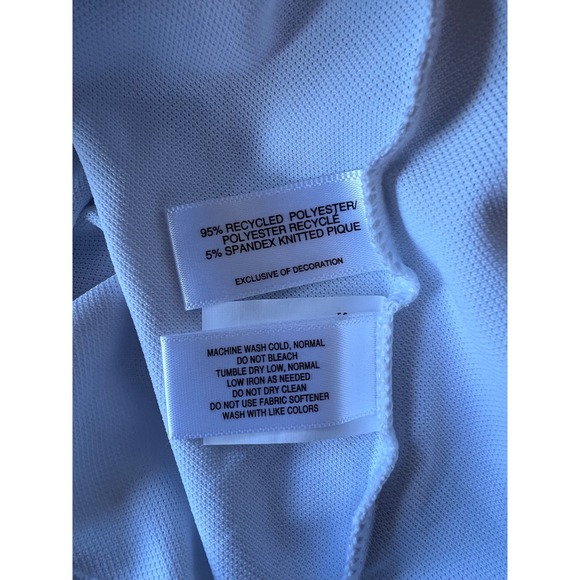 95% RECYCLED POLYESTER/
POLYESTER RECYCLÉ
5% SPANDEX KNITTED PIQUE
EXCLUSIVE OF DECORATION
MACHINE WASH COLD, NORMAL
DO NOT BLEACH
TUMBLE DRY LOW, NORMAL
LOW IRON AS NEEDED
DO NOT DRY CLEAN
DO NOT USE FABRIC SOFTENER
WASH WITH LIKE COLORS